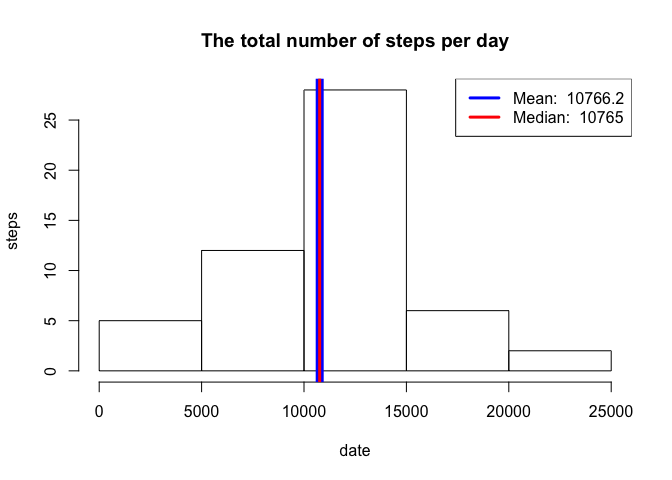 The total number of steps per day
Mean:  10766.2
Median:  10765
steps
25
20
15
10
5
0
0 5000 10000 15000 20000 25000
date